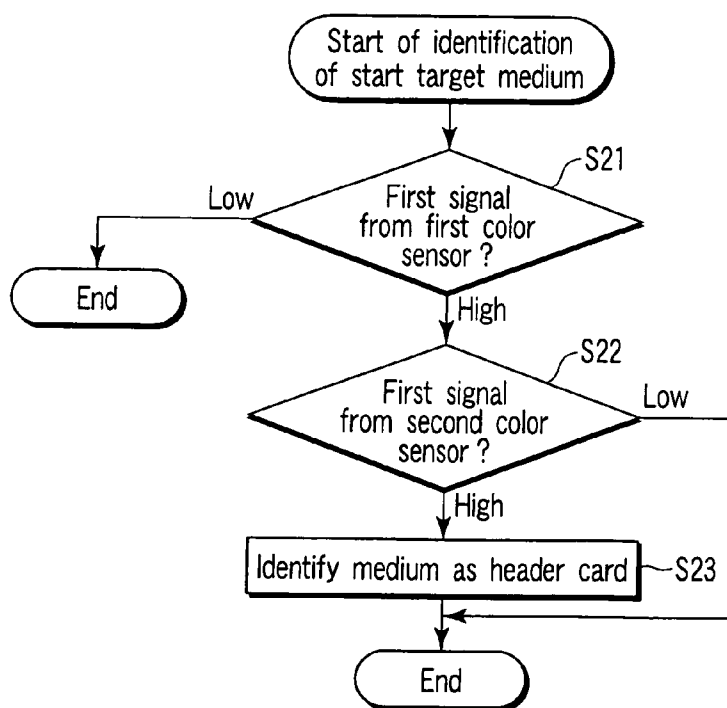 Start of identification
of start target medium
S21
Low
First signal
from first color
sensor ?
End
High
S22
First signal
from second color
sensor ?
Low
High
Identify medium as header card
S23
End